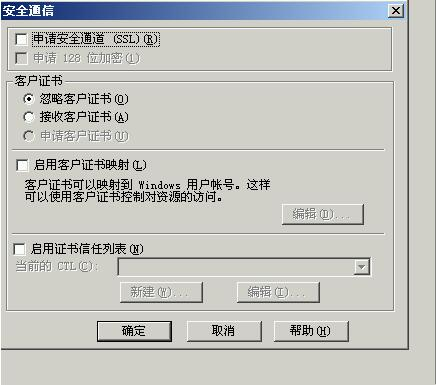 安全通信
申请安全通道 (SSL)(R)
申请 128 位加密(1)
客户证书
忽略客户证书(O)
接收客户证书(A)
申请客户证书(U)
启用客户证书映射(L)
客户证书可以映射到 Windows 用户帐号。这样
可以使用客户证书控制对资源的访问。
编辑(D)...
启用证书信任列表(N)
当前的 CTL(C):
新建(W)...
编辑(I)...
确定
取消
帮助(H)